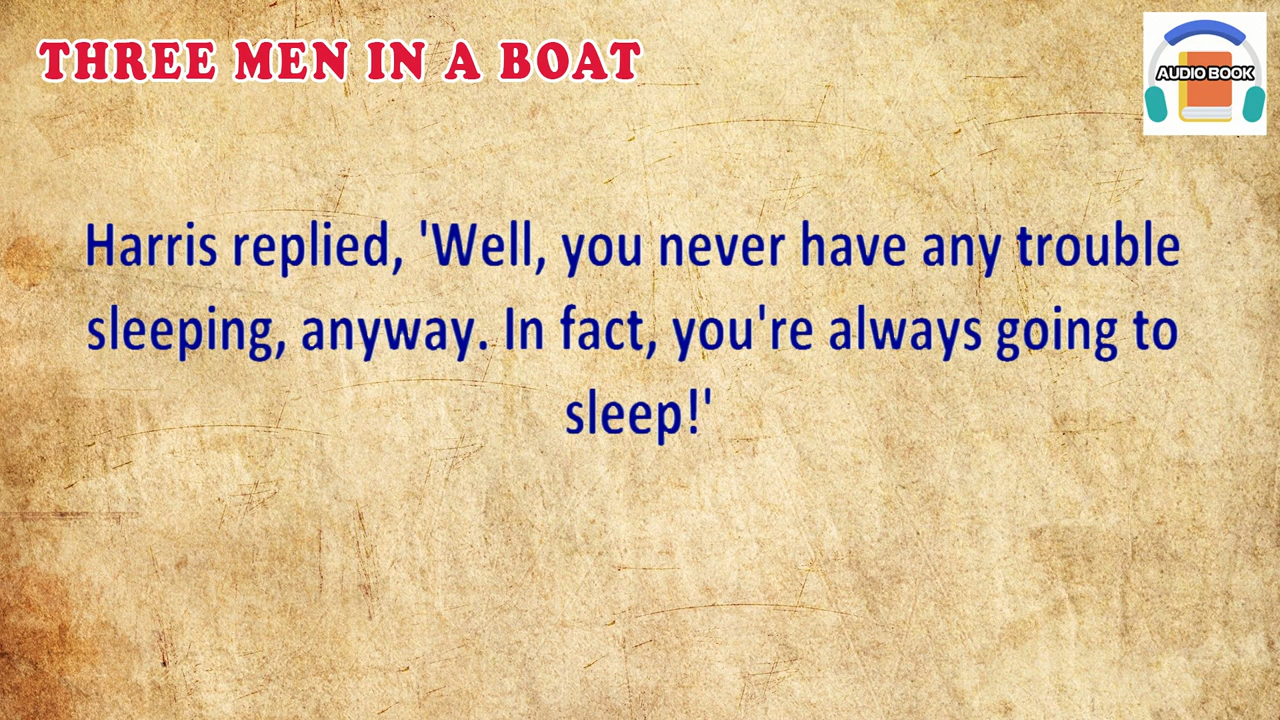 THREE MEN IN A BOAT
AUDIO BOOK
Harris replied, 'Well, you never have any trouble
sleeping, anyway. In fact, you're always going to
sleep!'